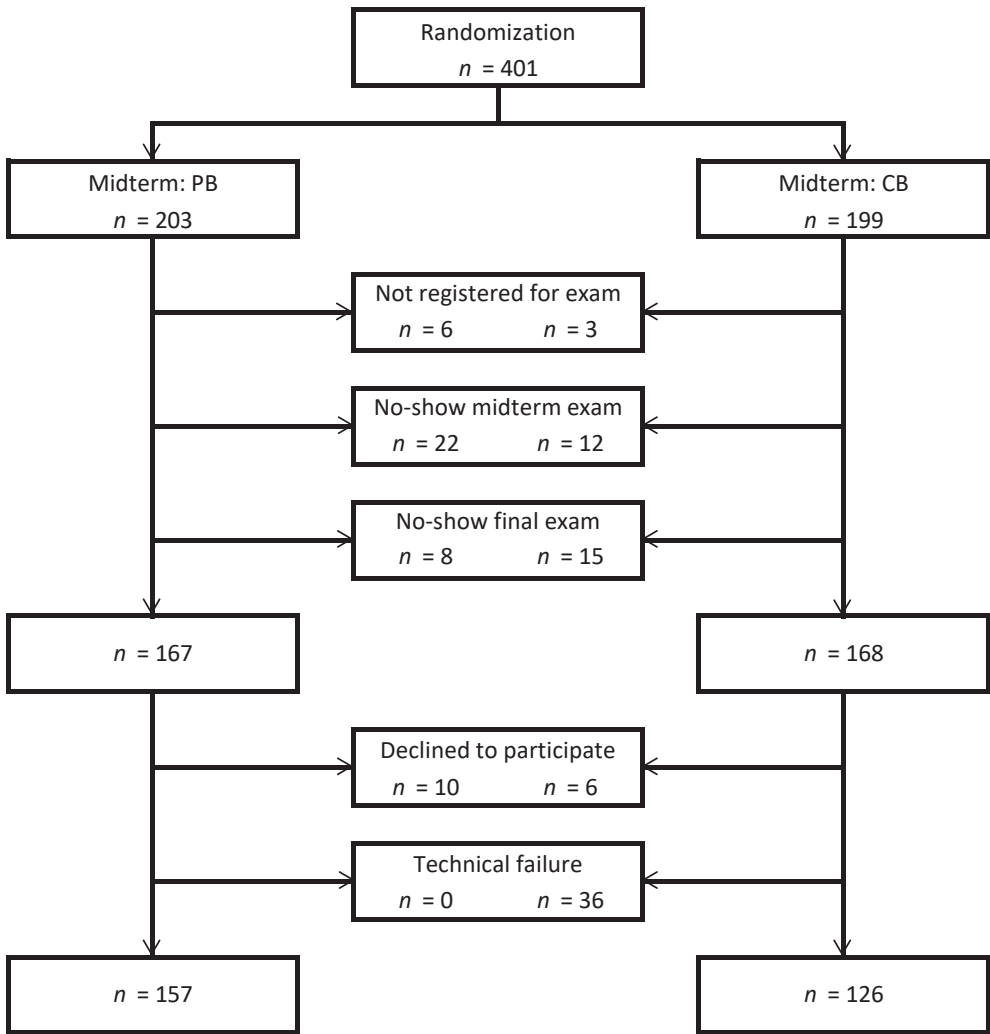 Randomization
n = 401
Midterm: PB
n = 203
Midterm: CB
n = 199
Not registered for exam
n = 6 n = 3
No-show midterm exam
n = 22 n = 12
No-show final exam
n = 8 n = 15
n = 167
n = 168
Declined to participate
n = 10 n = 6
Technical failure
n = 0 n = 36
n = 157
n = 126